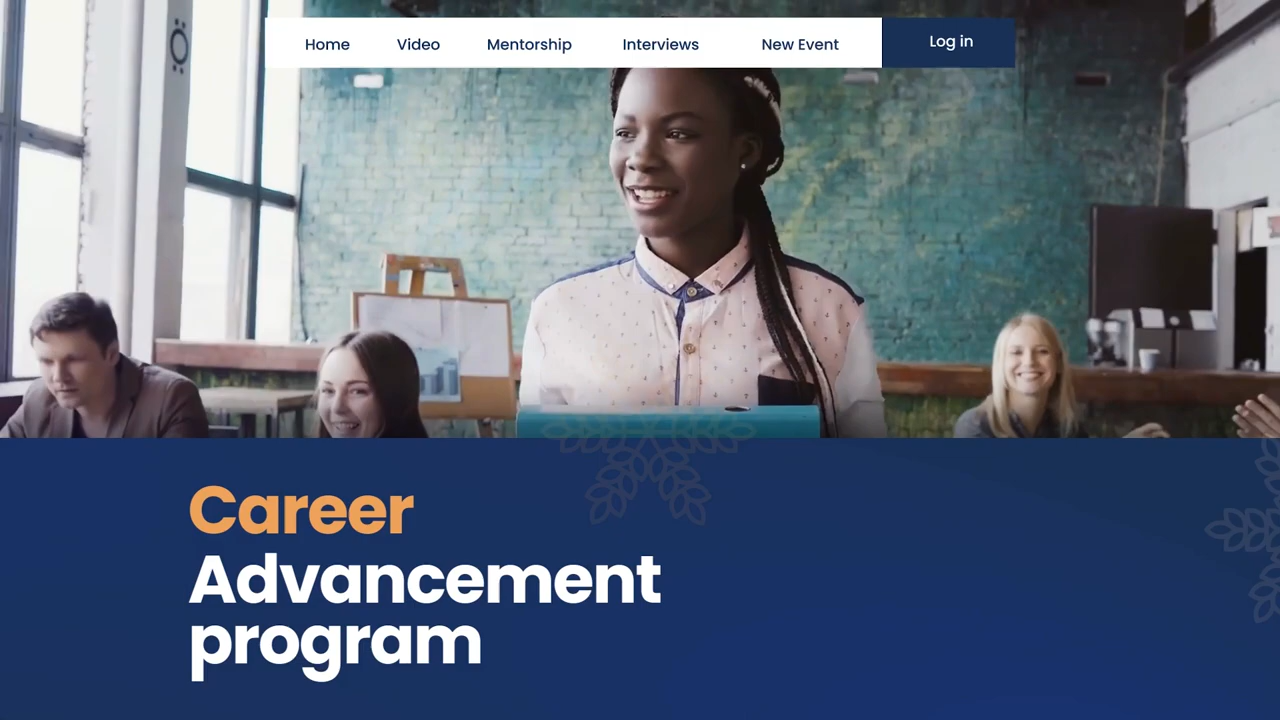 Home Video Mentorship Interviews New Event Log in
Career
Advancement
program